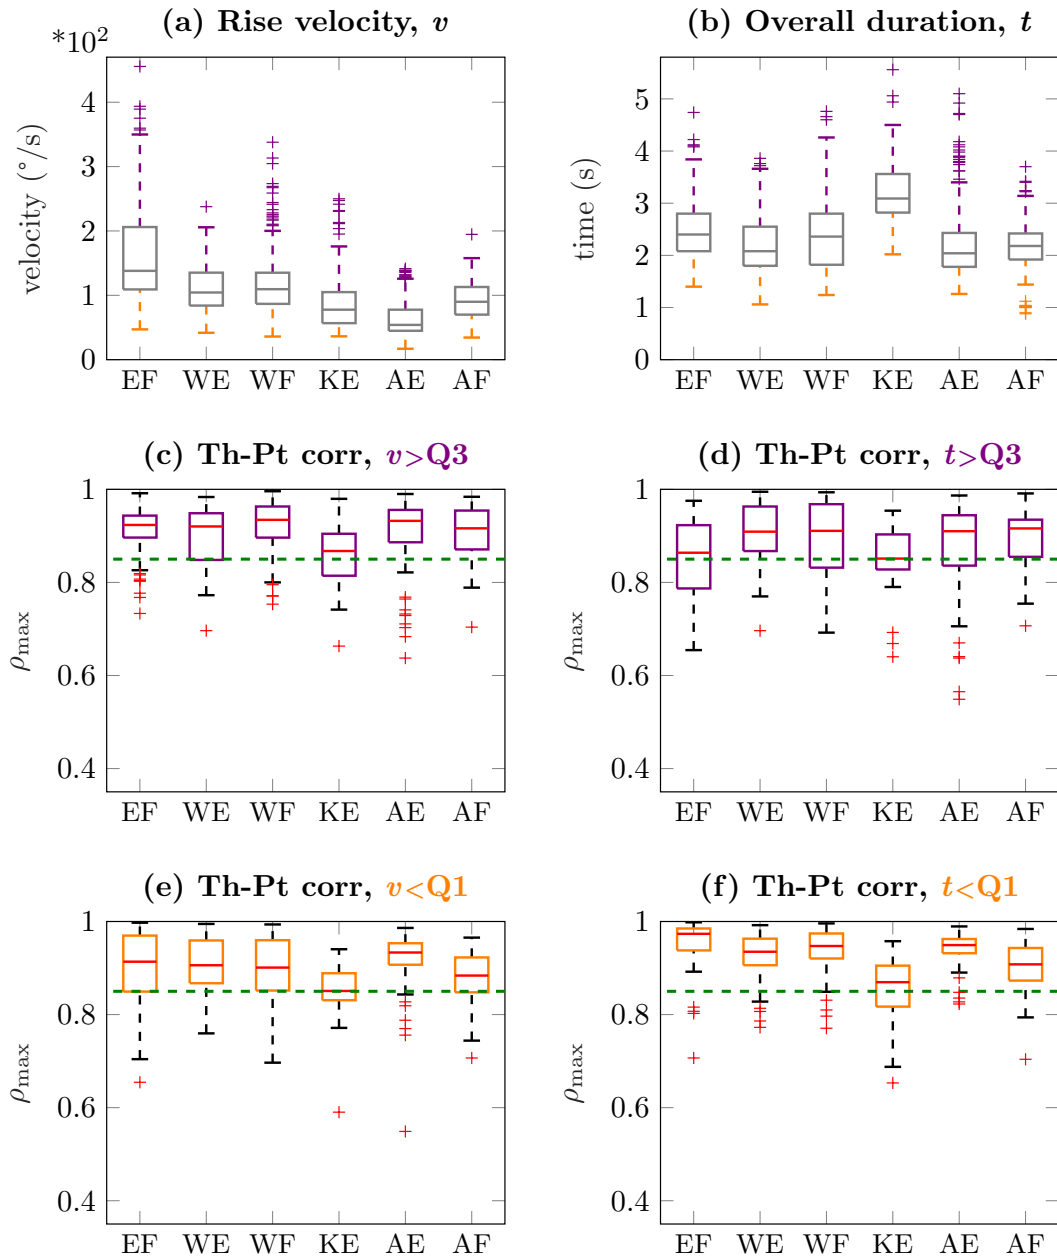 (a) Rise velocity, v
*10²
velocity (°/s)
4
2
1
0
EF WE WF KE AE AF
(b) Overall duration, t
time (s)
5
4
3
2
1
0
EF WE WF KE AE AF
(c) Th-Pt corr, v>Q3
ρmax
1
0.8
0.6
0.4
EF WE WF KE AE AF
(d) Th-Pt corr, t>Q3
ρmax
1
0.8
0.6
0.4
EF WE WF KE AE AF
(e) Th-Pt corr, v<Q1
ρmax
1
0.8
0.6
0.4
EF WE WF KE AE AF
(f) Th-Pt corr, t<Q1
ρmax
1
0.8
0.6
0.4
EF WE WF KE AE AF